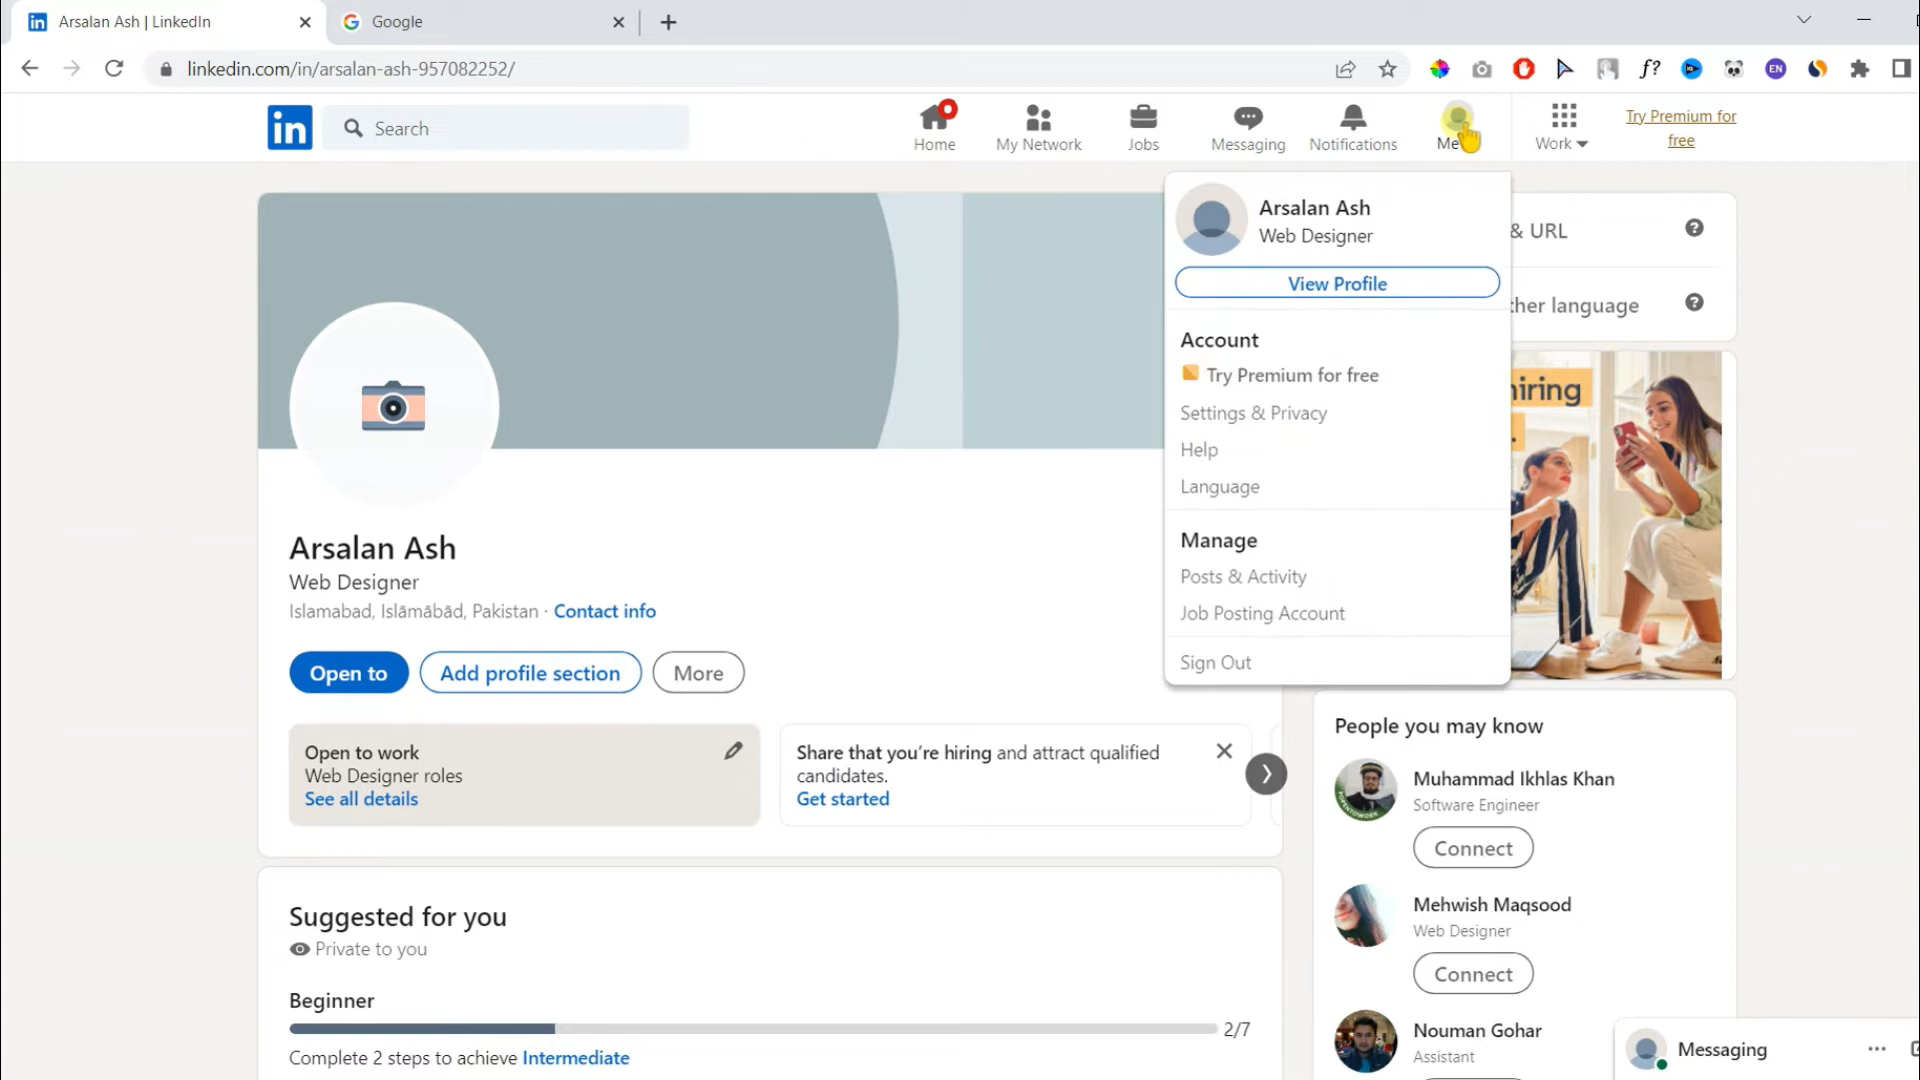 Arsalan Ash | LinkedIn
Google
linkedin.com/in/arsalan-ash-957082252/
f?
EN
in
Search
Home
My Network
Jobs
Messaging
Notifications
Me
Work
Try Premium for
free
Arsalan Ash
Web Designer
View Profile
Account
Try Premium for free
Settings & Privacy
Help
Language
Manage
Posts & Activity
Job Posting Account
Sign Out
& URL
ther language
hiring
Arsalan Ash
Web Designer
Islamabad, Islāmābād, Pakistan · Contact info
Open to
Add profile section
More
Open to work
Web Designer roles
See all details
Share that you're hiring and attract qualified
candidates.
Get started
People you may know
Muhammad Ikhlas Khan
Software Engineer
Connect
Mehwish Maqsood
Web Designer
Connect
Nouman Gohar
Assistant
Suggested for you
Private to you
Beginner
2/7
Complete 2 steps to achieve Intermediate
Messaging